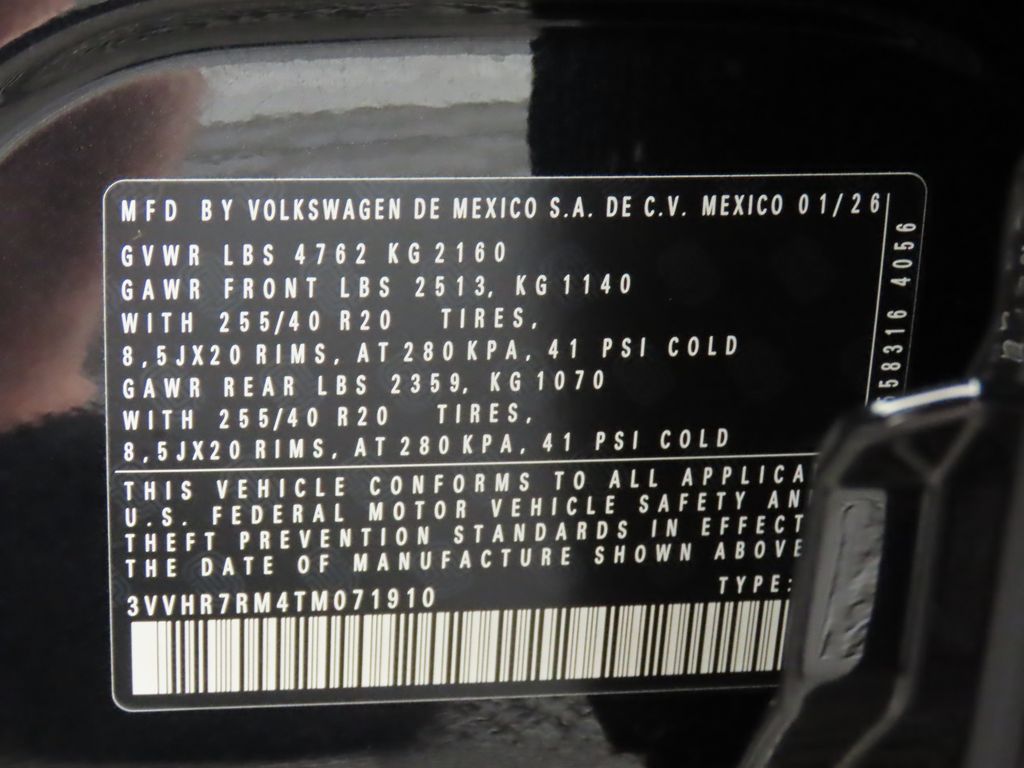 MFD BY VOLKSWAGEN DE MEXICO S.A. DE C.V. MEXICO 01/26
GVWR LBS 4762 KG 2160
GAWR FRONT LBS 2513, KG 1140
WITH 255/40 R20 TIRES,
8,5JX20 RIMS, AT 280 KPA, 41 PSI COLD
GAWR REAR LBS 2359, KG 1070
WITH 255/40 R20 TIRES,
8,5JX20 RIMS, AT 280 KPA, 41 PSI COLD
THIS VEHICLE CONFORMS TO ALL APPLICA
U.S. FEDERAL MOTOR VEHICLE SAFETY AN
THEFT PREVENTION STANDARDS IN EFFECT
THE DATE OF MANUFACTURE SHOWN ABOVE
3VVHR7RM4TM071910 TYPE:
58316 4056